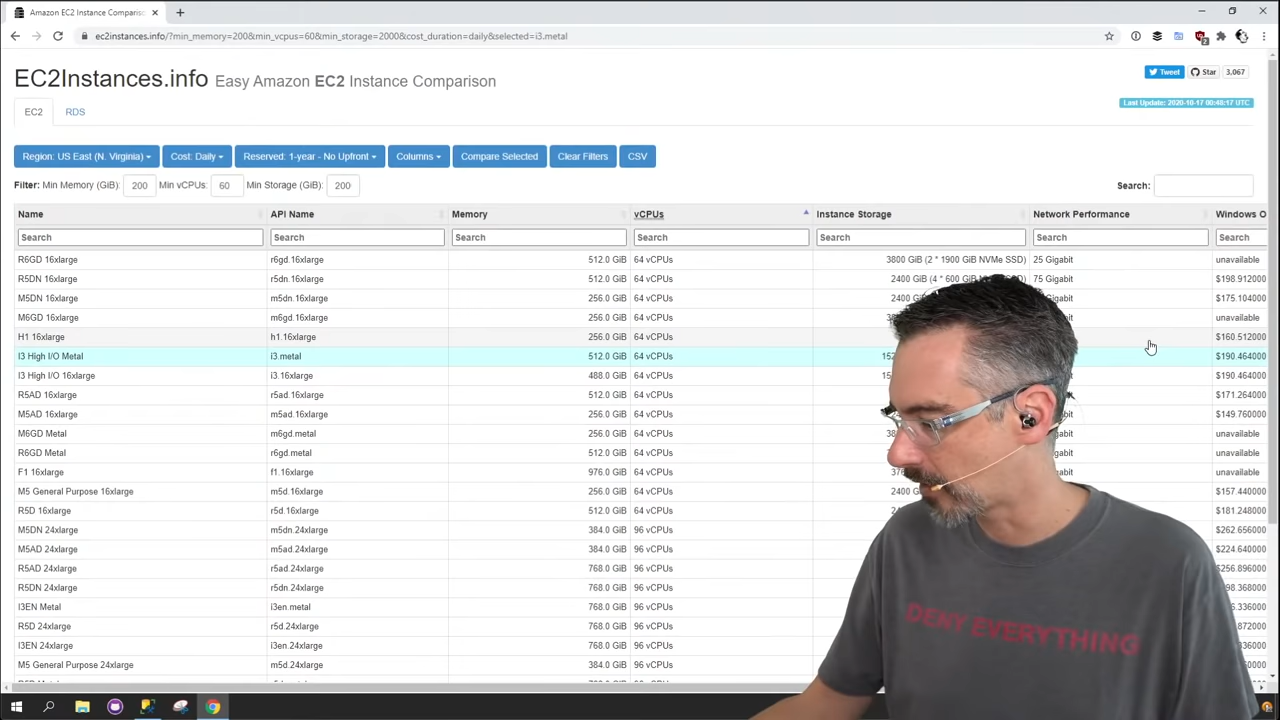 Amazon EC2 Instance Comparis
ec2instances.info/?min_memory=200&min_vcpus=60&min_storage=2000&cost_duration=daily&selected=i3.metal
EC2Instances.info Easy Amazon EC2 Instance Comparison
Tweet Star 3,067
EC2 RDS
Last Update: 2020-10-17 00:48:17 UTC
Region: US East (N. Virginia) Cost: Daily Reserved: 1-year - No Upfront Columns Compare Selected Clear Filters CSV
Filter: Min Memory (GiB): 200 Min vCPUs: 60 Min Storage (GiB): 200 Search:
Name API Name Memory vCPUs Instance Storage Network Performance Windows O
Search Search Search Search Search Search Search
R6GD 16xlarge r6gd.16xlarge 512.0 GiB 64 vCPUs 3800 GiB (2 * 1900 GiB NVMe SSD) 25 Gigabit unavailable
R5DN 16xlarge r5dn.16xlarge 512.0 GiB 64 vCPUs 2400 GiB (4 * 600 GiB SSD) 75 Gigabit $198.912000
M5DN 16xlarge m5dn.16xlarge 256.0 GiB 64 vCPUs 2400 Gigabit $175.104000
M6GD 16xlarge m6gd.16xlarge 256.0 GiB 64 vCPUs unavailable
H1 16xlarge h1.16xlarge 256.0 GiB 64 vCPUs $160.512000
I3 High I/O Metal i3.metal 512.0 GiB 64 vCPUs $190.464000
I3 High I/O 16xlarge i3.16xlarge 488.0 GiB 64 vCPUs $190.464000
R5AD 16xlarge r5ad.16xlarge 512.0 GiB 64 vCPUs $171.264000
M5AD 16xlarge m5ad.16xlarge 256.0 GiB 64 vCPUs $149.760000
M6GD Metal m6gd.metal 256.0 GiB 64 vCPUs unavailable
R6GD Metal r6gd.metal 512.0 GiB 64 vCPUs unavailable
F1 16xlarge f1.16xlarge 976.0 GiB 64 vCPUs unavailable
M5 General Purpose 16xlarge m5d.16xlarge 256.0 GiB 64 vCPUs 2400 $157.440000
R5D 16xlarge r5d.16xlarge 512.0 GiB 64 vCPUs $181.248000
M5DN 24xlarge m5dn.24xlarge 384.0 GiB 96 vCPUs $262.656000
M5AD 24xlarge m5ad.24xlarge 384.0 GiB 96 vCPUs $224.640000
R5AD 24xlarge r5ad.24xlarge 768.0 GiB 96 vCPUs $256.896000
R5DN 24xlarge r5dn.24xlarge 768.0 GiB 96 vCPUs
I3EN Metal i3en.metal 768.0 GiB 96 vCPUs
R5D 24xlarge r5d.24xlarge 768.0 GiB 96 vCPUs
I3EN 24xlarge i3en.24xlarge 768.0 GiB 96 vCPUs
M5 General Purpose 24xlarge m5d.24xlarge 384.0 GiB 96 vCPUs
DENY EVERYTHING